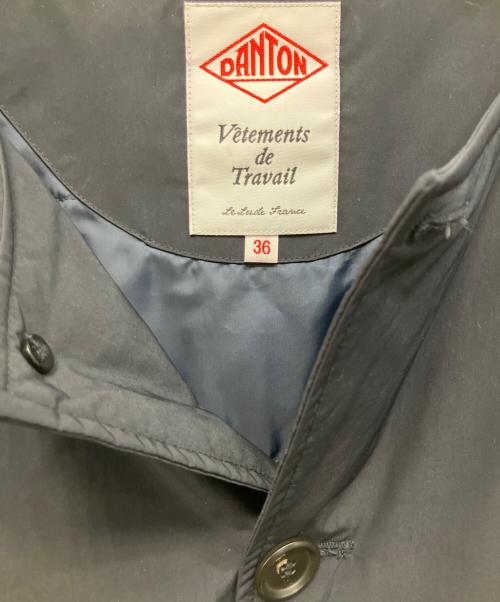 DANTON
Vêtements
de
Travail
Le Lude France
36